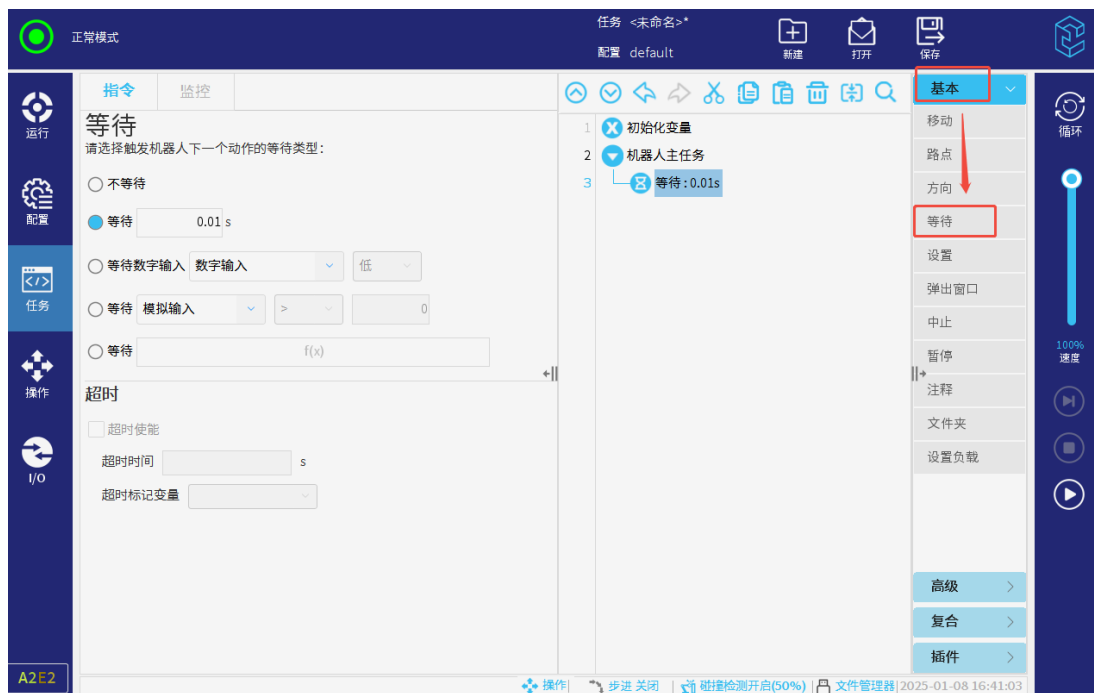 正常模式
任务 <未命名>*
配置 default
新建
打开
保存
运行
配置
任务
操作
I/O
A2E2
指令 监控
等待
请选择触发机器人下一个动作的等待类型:
不等待
等待 0.01 s
等待数字输入 数字输入 低
等待 模拟输入 > 0
等待 f(x)
超时
超时使能
超时时间 s
超时标记变量
1 初始化变量
2 机器人主任务
3 等待:0.01s
基本
移动
路点
方向
等待
设置
弹出窗口
中止
暂停
注释
文件夹
设置负载
高级
复合
插件
循环
100%
速度
操作 步进 关闭 碰撞检测开启(50%) 文件管理器 2025-01-08 16:41:03